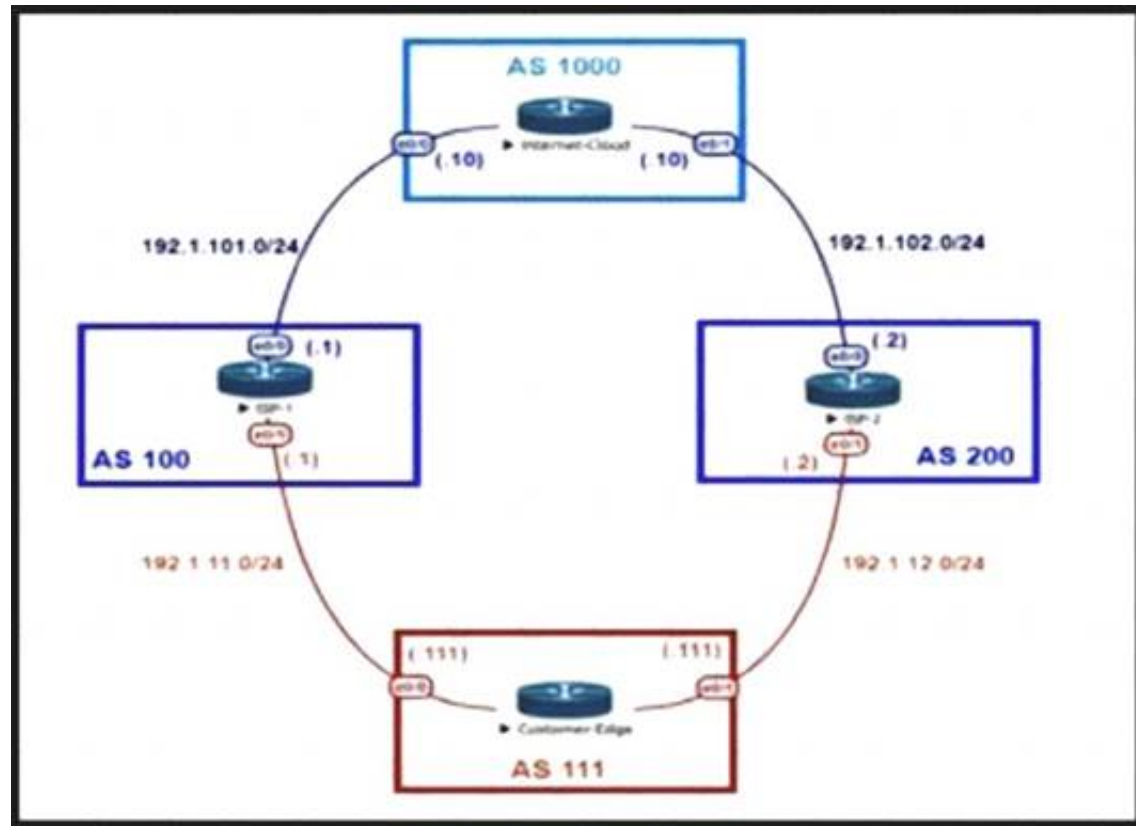 AS 1000
e0/0
(.10)
► Internet-Cloud
(.10)
e0/1
192.1.101.0/24
192.1.102.0/24
e0/0 (.1)
► ISP-1
e0/1
(.1)
AS 100
(.2)
e0/0
► ISP-2
e0/1
(.2)
AS 200
192.1.11.0/24
192.1.12.0/24
(.111)
(.111)
e0/0
e0/1
► Customer-Edge
AS 111